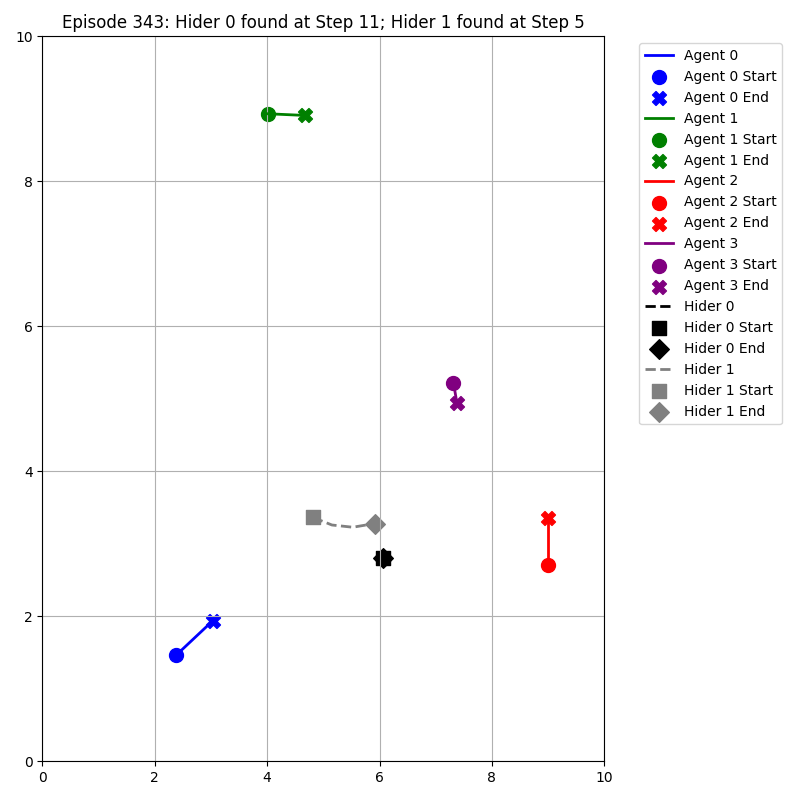 Episode 343: Hider 0 found at Step 11; Hider 1 found at Step 5
10
8
6
4
2
0
0 2 4 6 8 10
Agent 0
Agent 0 Start
Agent 0 End
Agent 1
Agent 1 Start
Agent 1 End
Agent 2
Agent 2 Start
Agent 2 End
Agent 3
Agent 3 Start
Agent 3 End
Hider 0
Hider 0 Start
Hider 0 End
Hider 1
Hider 1 Start
Hider 1 End